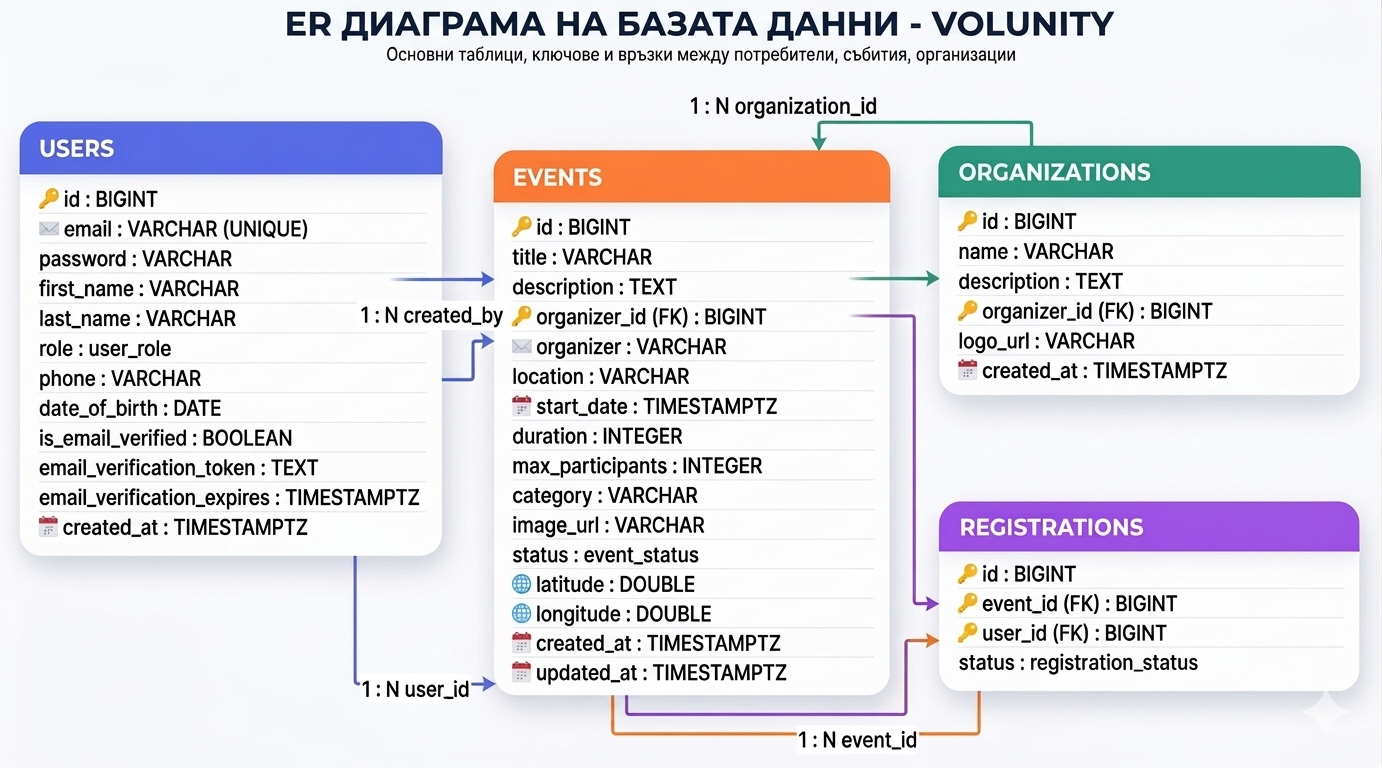 ER ДИАГРАМА НА БАЗАТА ДАННИ - VOLUNITY
Основни таблици, ключове и връзки между потребители, събития, организации
1 : N organization_id
USERS
id : BIGINT
email : VARCHAR (UNIQUE)
password : VARCHAR
first_name : VARCHAR
last_name : VARCHAR
role : user_role
phone : VARCHAR
date_of_birth : DATE
is_email_verified : BOOLEAN
email_verification_token : TEXT
email_verification_expires : TIMESTAMPTZ
created_at : TIMESTAMPTZ
1 : N created_by
1 : N user_id
EVENTS
id : BIGINT
title : VARCHAR
description : TEXT
organizer_id (FK) : BIGINT
organizer : VARCHAR
location : VARCHAR
start_date : TIMESTAMPTZ
duration : INTEGER
max_participants : INTEGER
category : VARCHAR
image_url : VARCHAR
status : event_status
latitude : DOUBLE
longitude : DOUBLE
created_at : TIMESTAMPTZ
updated_at : TIMESTAMPTZ
1 : N event_id
ORGANIZATIONS
id : BIGINT
name : VARCHAR
description : TEXT
organizer_id (FK) : BIGINT
logo_url : VARCHAR
created_at : TIMESTAMPTZ
REGISTRATIONS
id : BIGINT
event_id (FK) : BIGINT
user_id (FK) : BIGINT
status : registration_status